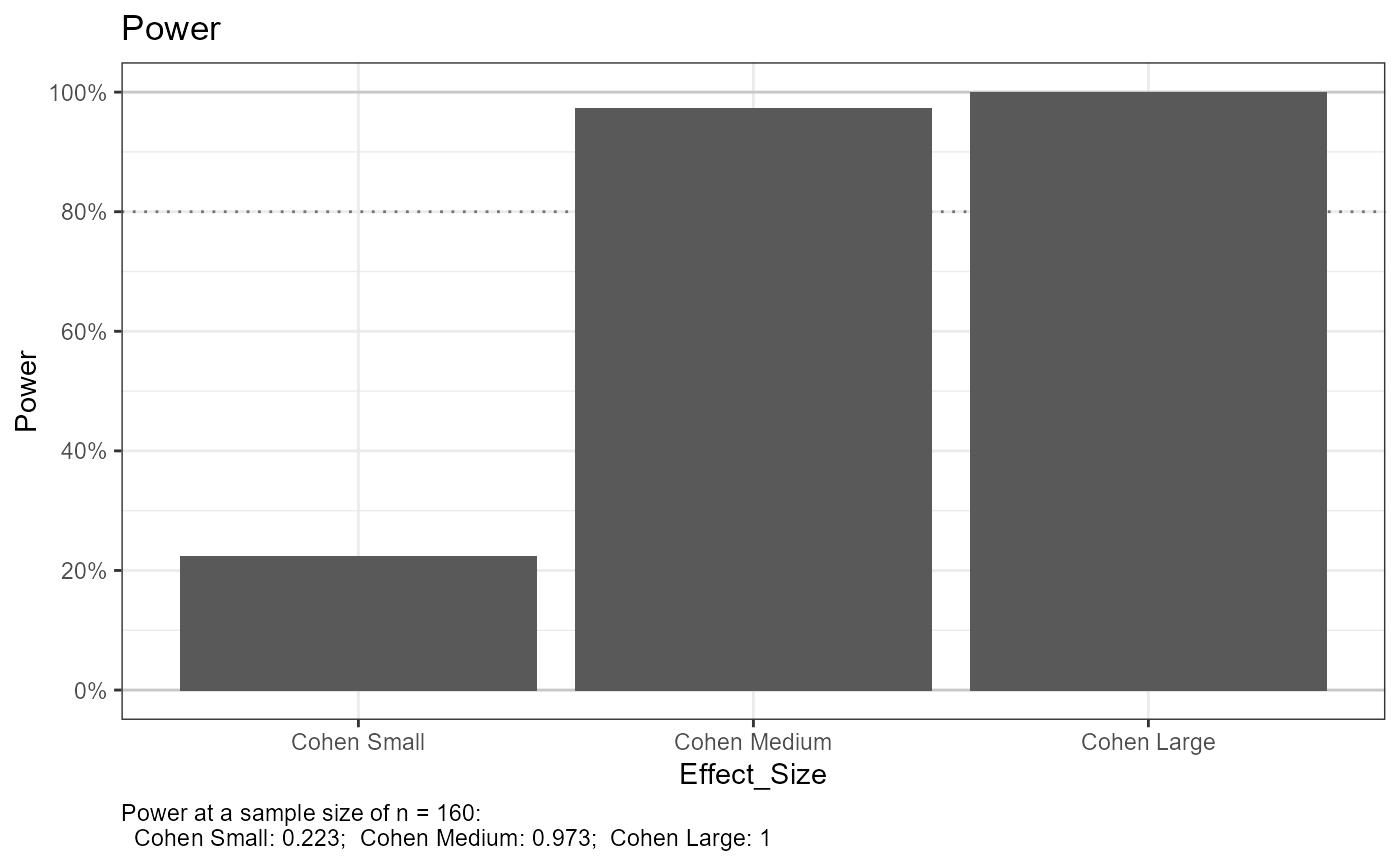 Power
100%
80%
60%
40%
20%
0%
Power
Cohen Small
Cohen Medium
Cohen Large
Effect_Size
Power at a sample size of n = 160:
Cohen Small: 0.223;  Cohen Medium: 0.973;  Cohen Large: 1